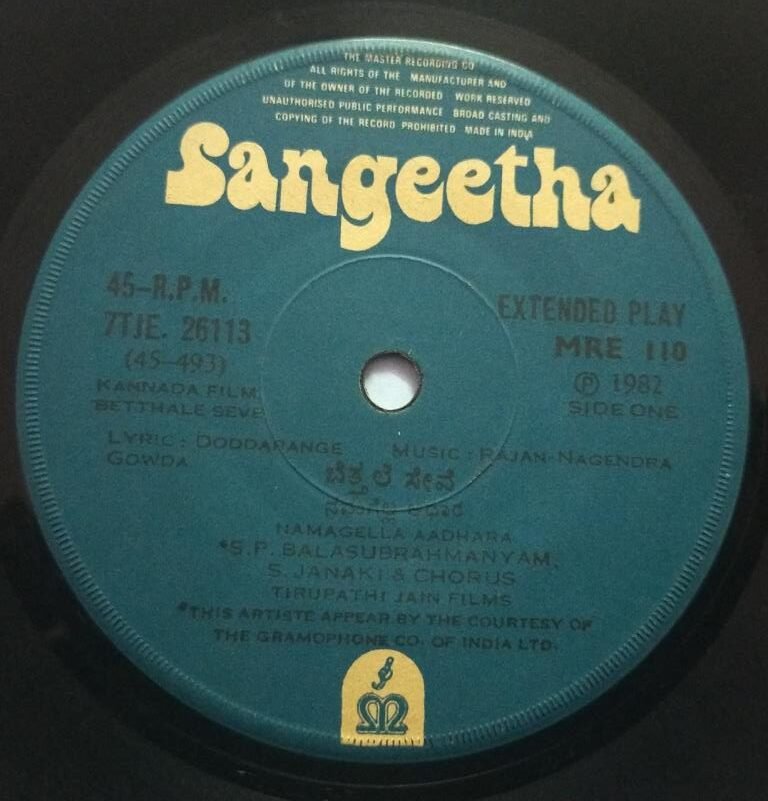 THE MASTER RECORDING CO
ALL RIGHTS OF THE MANUFACTURER AND
OF THE OWNER OF THE RECORDED WORK RESERVED
UNAUTHORISED PUBLIC PERFORMANCE BROAD CASTING AND
COPYING OF THE RECORD PROHIBITED MADE IN INDIA
Sangeetha
45-R.P.M.
7TJE. 26113
(45-493)
KANNADA FILM
BETTHALE SEVE
EXTENDED PLAY
MRE 110
Ⓟ 1982
SIDE ONE
LYRIC : DODDARANGE GOWDA
MUSIC : RAJAN-NAGENDRA
ಬೆತ್ತಲೆ ಸೇವೆ
NAMAGELLA AADHARA
*S.P. BALASUBRAHMANYAM,
S. JANAKI & CHORUS
TIRUPATHI JAIN FILMS
*THIS ARTISTE APPEAR BY THE COURTESY OF
THE GRAMOPHONE CO. OF INDIA LTD.